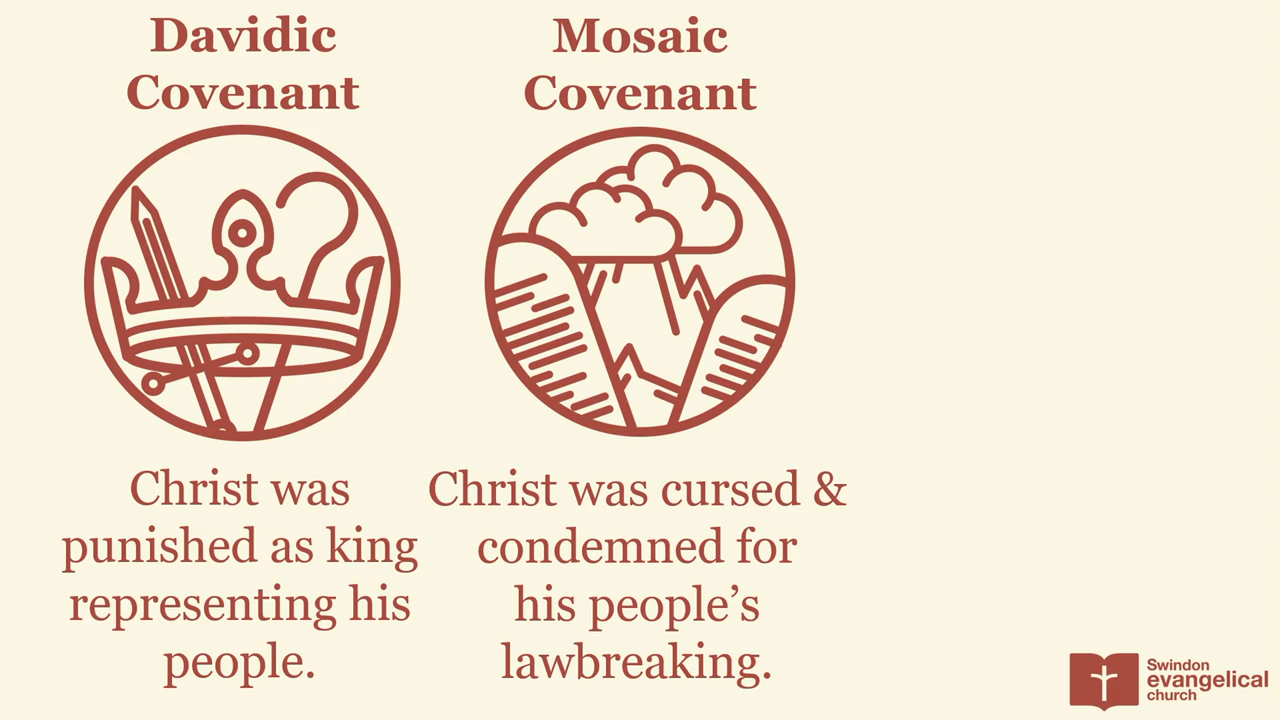 Davidic
Covenant
Christ was
punished as king
representing his
people.
Mosaic
Covenant
Christ was cursed &
condemned for
his people’s
lawbreaking.
Swindon
evangelical
church